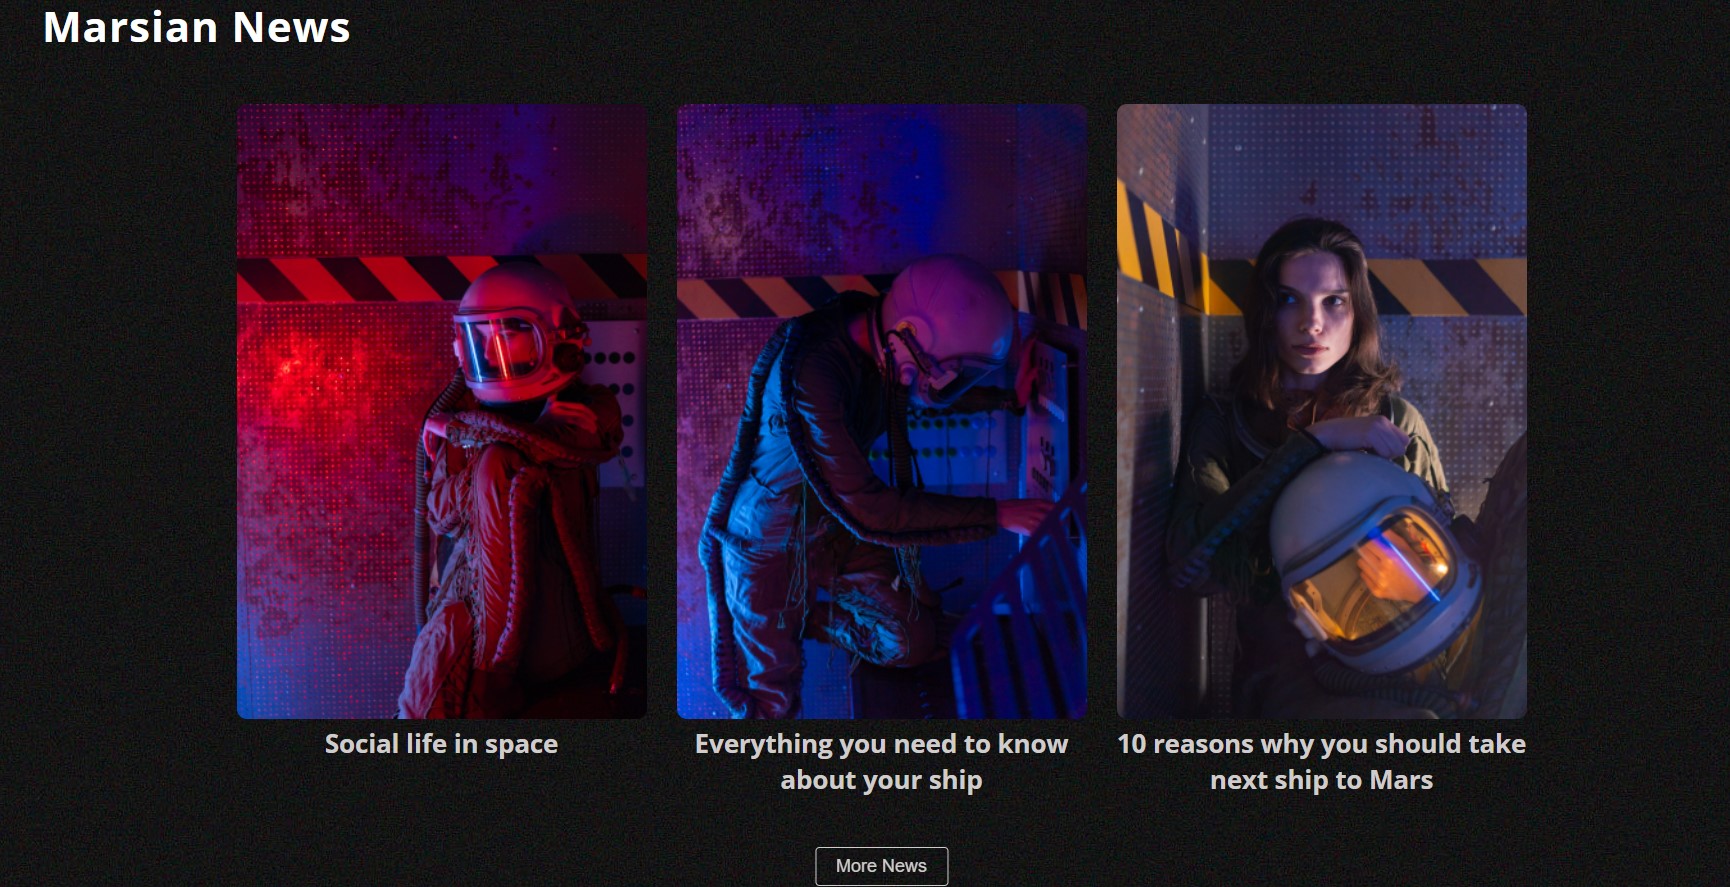 Marsian News
Social life in space
Everything you need to know
about your ship
10 reasons why you should take
next ship to Mars
More News